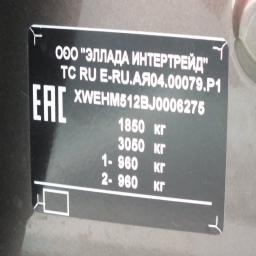 ООО "ЭЛЛАДА ИНТЕРТРЕЙД"
ТС RU E-RU.АЯ04.00079.Р1
EAC
XWEHM512BJ0006275
1850 кг
3050 кг
1- 960 кг
2- 960 кг